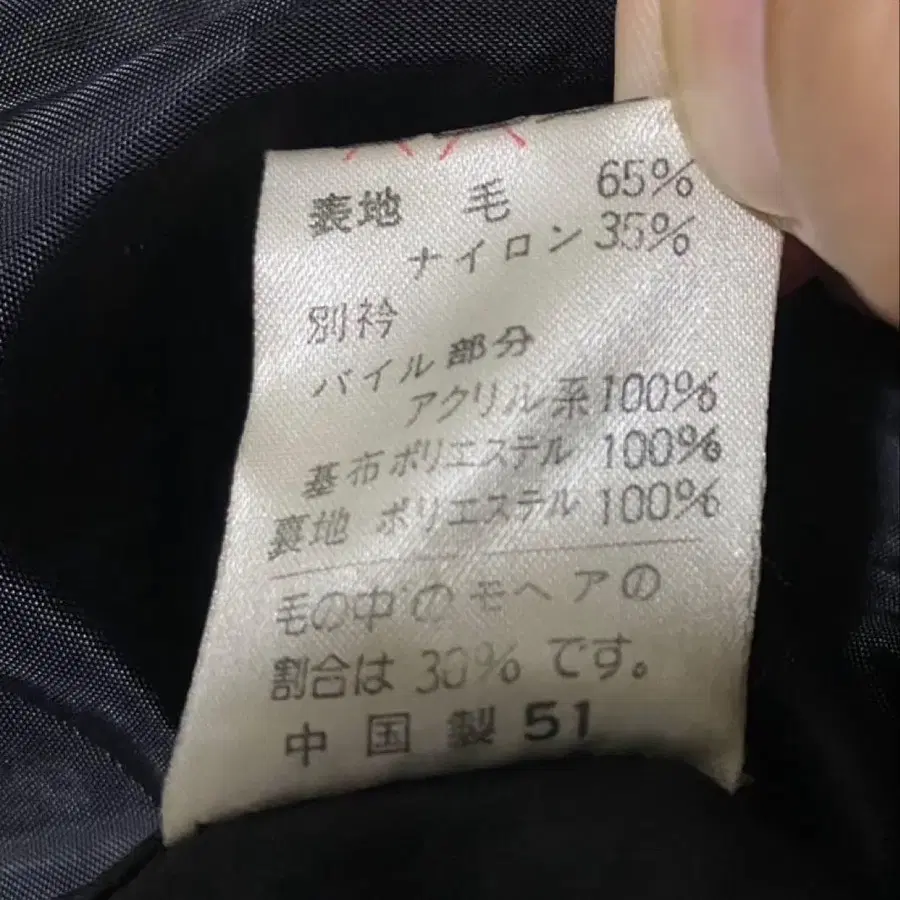 表地 毛 65%
ナイロン 35%
別衿
パイル部分
アクリル系 100%
基布 ポリエステル 100%
裏地 ポリエステル 100%
毛の中のモヘアの
割合は 30% です。
中国製 51